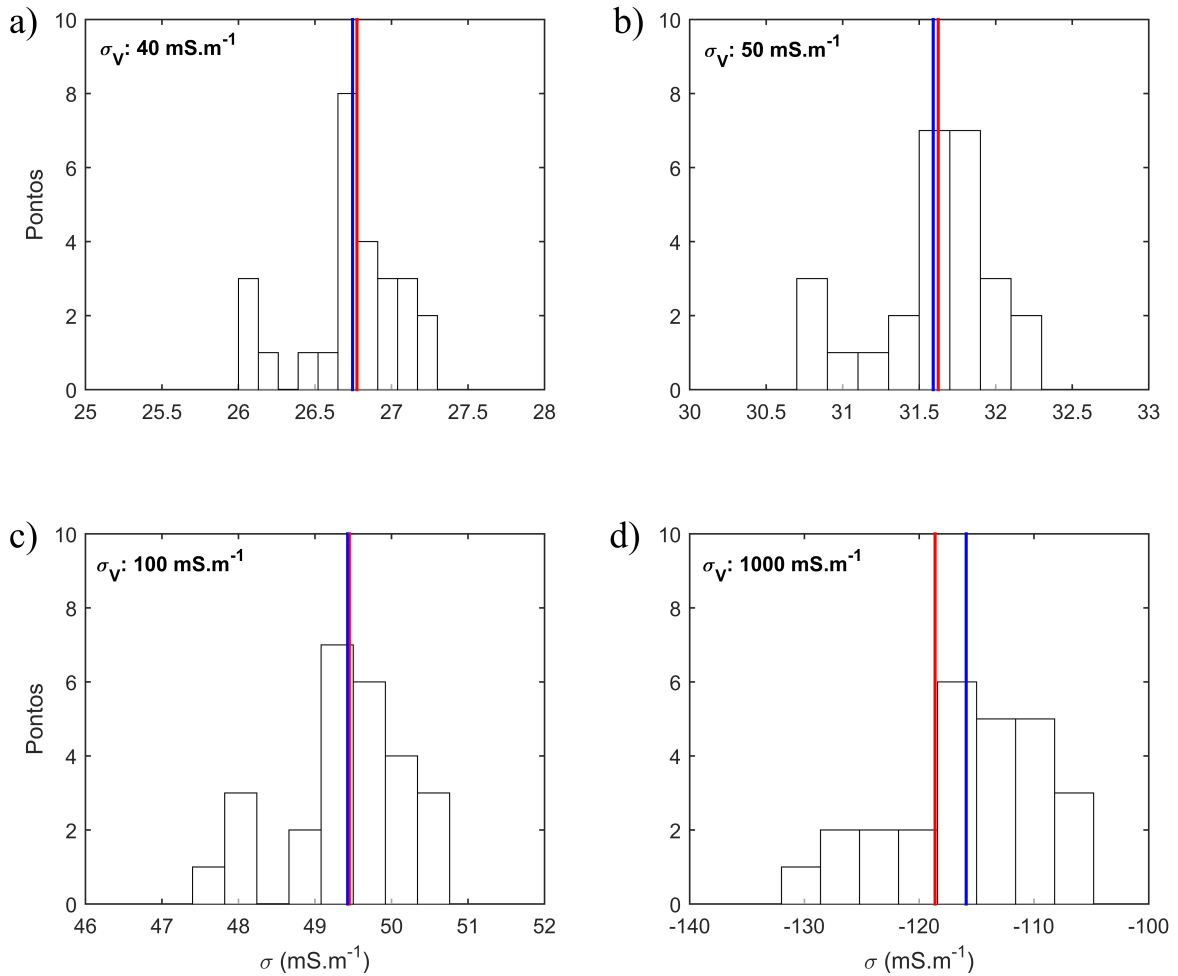 a)
σV: 40 mS.m-1
Pontos
10
8
6
4
2
0
25 25.5 26 26.5 27 27.5 28
b)
σV: 50 mS.m-1
10
8
6
4
2
0
30 30.5 31 31.5 32 32.5 33
c)
σV: 100 mS.m-1
Pontos
10
8
6
4
2
0
46 47 48 49 50 51 52
σ (mS.m-1)
d)
σV: 1000 mS.m-1
10
8
6
4
2
0
-140 -130 -120 -110 -100
σ (mS.m-1)